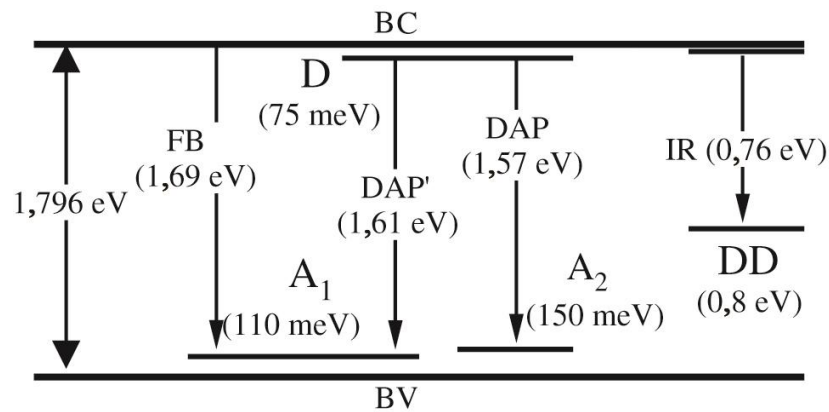 BC
D
(75 meV)
FB
(1,69 eV)
DAP
(1,57 eV)
IR (0,76 eV)
1,796 eV
DAP'
(1,61 eV)
A1
(110 meV)
A2
(150 meV)
DD
(0,8 eV)
BV